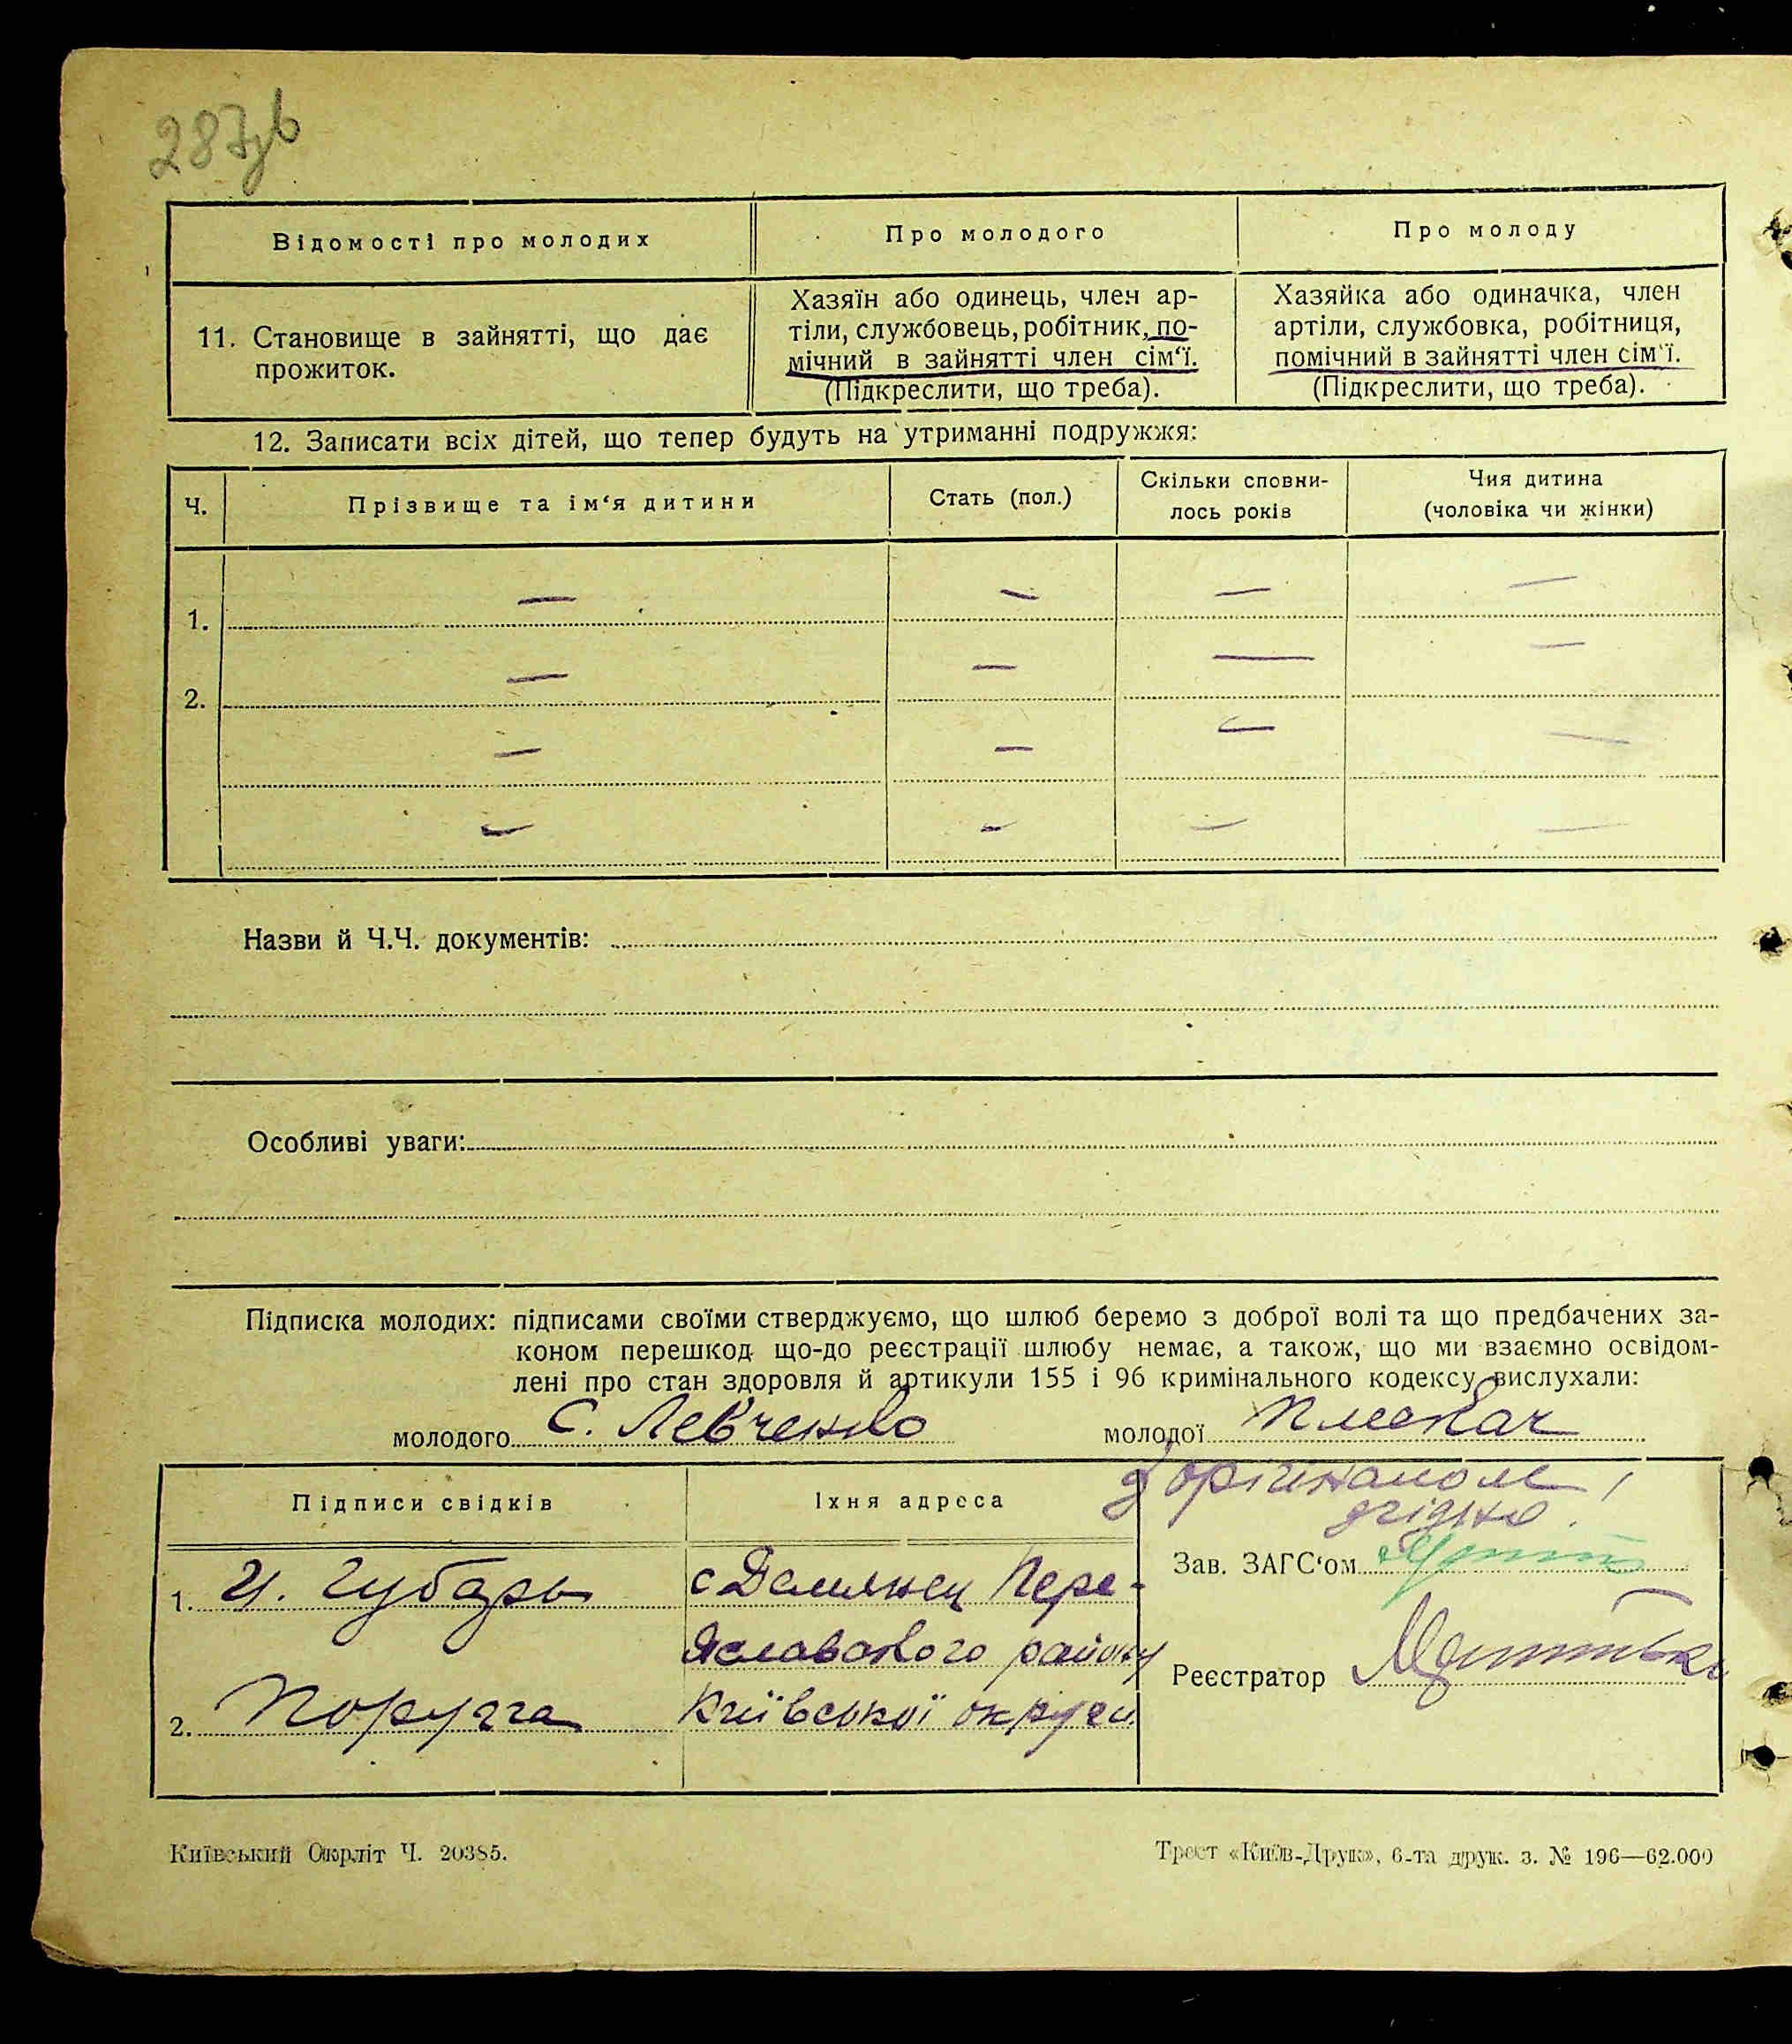 287зв
Відомості про молодих
Про молодого
Про молоду
11. Становище в зайнятті, що дає
прожиток.
Хазяїн або одинець, член ар-
тіли, службовець, робітник, по-
мічний в зайнятті член сім‘ї.
(Підкреслити, що треба).
Хазяйка або одиначка, член
артіли, службовка, робітниця,
помічний в зайнятті член сім‘ї.
(Підкреслити, що треба).
12. Записати всіх дітей, що тепер будуть на утриманні подружжя:
Ч.
Прізвище та ім‘я дитини
Стать (пол.)
Скільки сповни-
лось років
Чия дитина
(чоловіка чи жінки)
1. — — — —
2. — — — —
— — — —
— — — —
Назви й Ч.Ч. документів:
Особливі уваги:
Підписка молодих: підписами своїми стверджуємо, що шлюб беремо з доброї волі та що предбачених за-
коном перешкод що-до реєстрації шлюбу немає, а також, що ми взаємно освідом-
лені про стан здоровля й артикули 155 і 96 кримінального кодексу вислухали:
молодого С. Левченко
молодої Плескач
Підписи свідків
Їхня адреса
З орігіналом
згідно.
Зав. ЗАГС‘ом
1. И. Губарь
с Демянец Пере-
яславського району
Реєстратор
2. Поругга
Київської округи
Київський Окрліт Ч. 20385.
Трест «Київ-Друк», 6-та друк. з. № 196—62.000